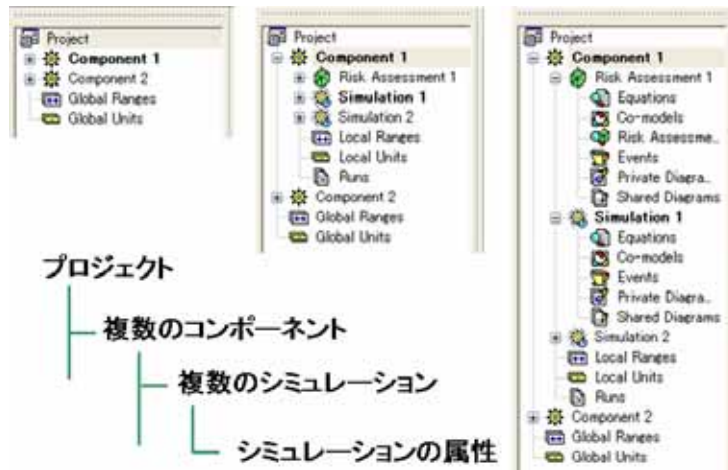 Project
Component 1
Component 2
Global Ranges
Global Units
Project
Component 1
Risk Assessment 1
Simulation 1
Simulation 2
Local Ranges
Local Units
Runs
Component 2
Global Ranges
Global Units
Project
Component 1
Risk Assessment 1
Equations
Co-models
Risk Assessme..
Events
Private Diagra..
Shared Diagrams
Simulation 1
Equations
Co-models
Events
Private Diagra..
Shared Diagrams
Simulation 2
Local Ranges
Local Units
Runs
Component 2
Global Ranges
Global Units
プロジェクト
複数のコンポーネント
複数のシミュレーション
シミュレーションの属性